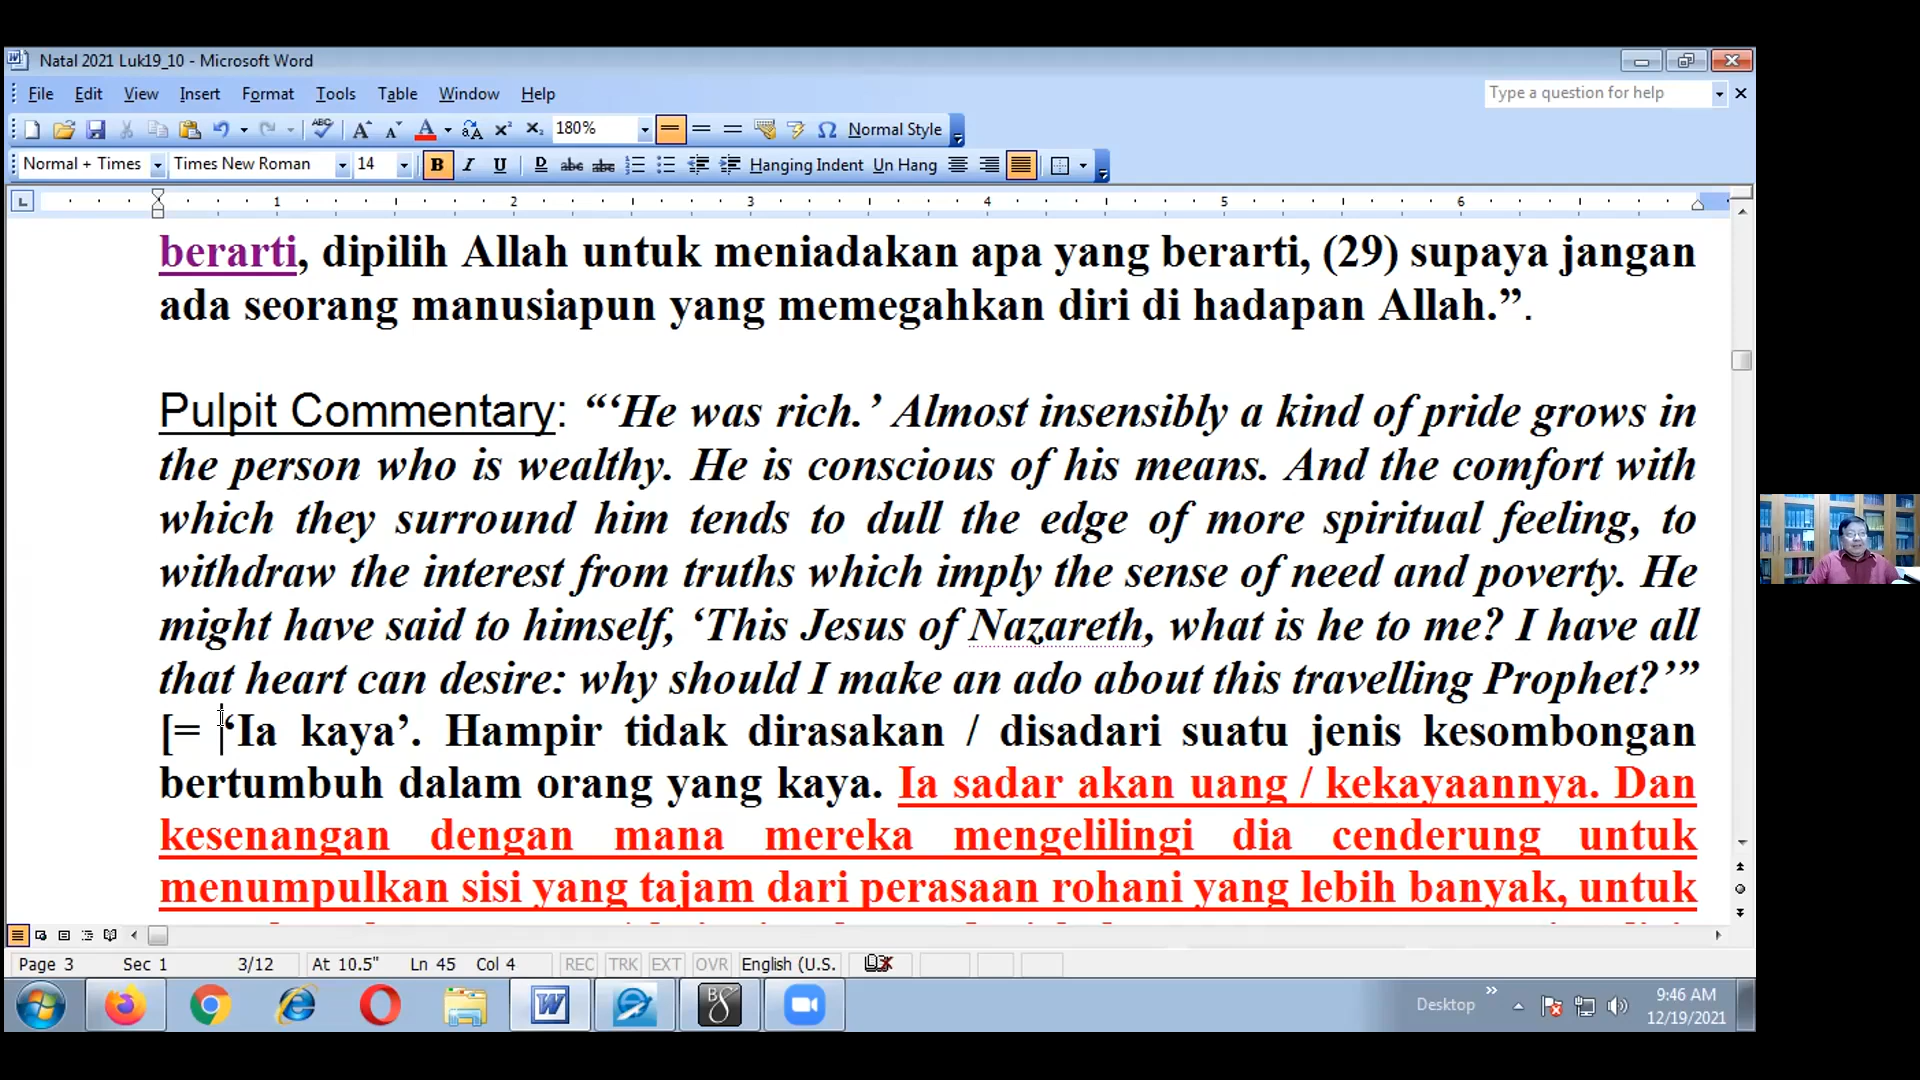 Natal 2021 Luk19_10 - Microsoft Word
File Edit View Insert Format Tools Table Window Help
Type a question for help
180% Normal Style
Normal + Times Times New Roman 14 B I U Hanging Indent Un Hang
1 2 3 4 5 6
berarti, dipilih Allah untuk meniadakan apa yang berarti, (29) supaya jangan
ada seorang manusiapun yang memegahkan diri di hadapan Allah.”.
Pulpit Commentary: “‘He was rich.’ Almost insensibly a kind of pride grows in
the person who is wealthy. He is conscious of his means. And the comfort with
which they surround him tends to dull the edge of more spiritual feeling, to
withdraw the interest from truths which imply the sense of need and poverty. He
might have said to himself, ‘This Jesus of Nazareth, what is he to me? I have all
that heart can desire: why should I make an ado about this travelling Prophet?’”
[= ‘Ia kaya’. Hampir tidak dirasakan / disadari suatu jenis kesombongan
bertumbuh dalam orang yang kaya. Ia sadar akan uang / kekayaannya. Dan
kesenangan dengan mana mereka mengelilingi dia cenderung untuk
menumpulkan sisi yang tajam dari perasaan rohani yang lebih banyak, untuk
Page 3 Sec 1 3/12 At 10.5" Ln 45 Col 4 REC TRK EXT OVR English (U.S.
Desktop
9:46 AM
12/19/2021